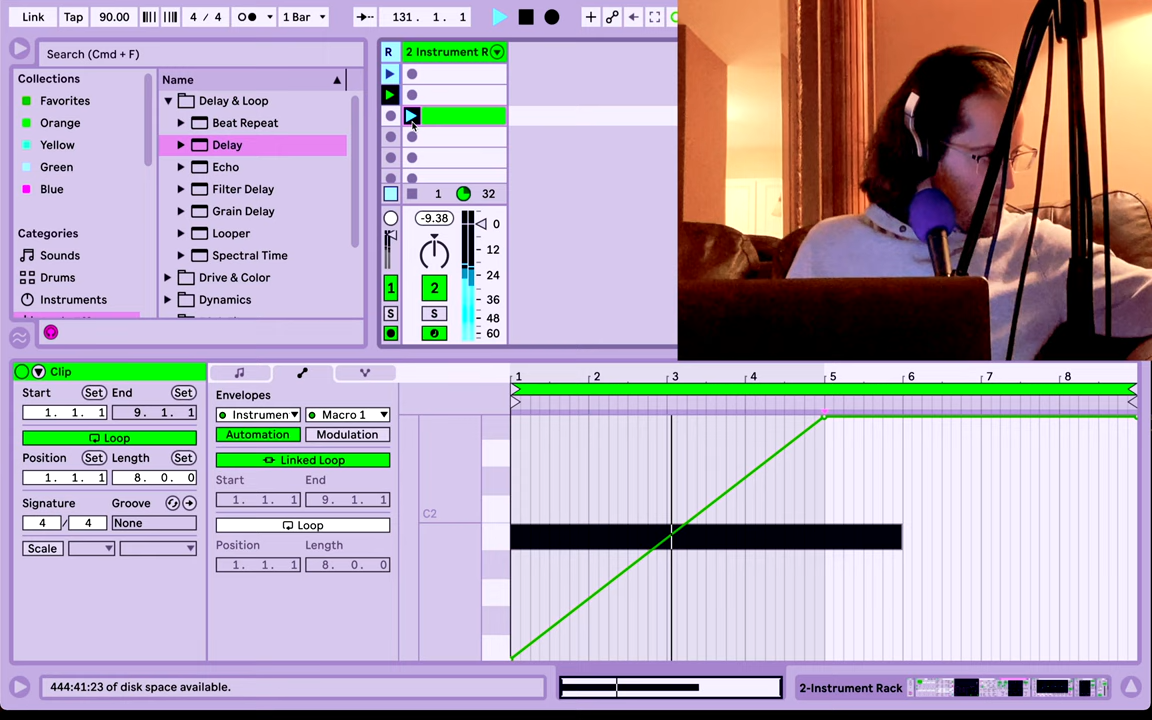 Link Tap 90.00 4 / 4 1 Bar 131. 1. 1
Search (Cmd + F)
Collections
Favorites
Orange
Yellow
Green
Blue
Categories
Sounds
Drums
Instruments
Name
Delay & Loop
Beat Repeat
Delay
Echo
Filter Delay
Grain Delay
Looper
Spectral Time
Drive & Color
Dynamics
R 2 Instrument R
1 32
-9.38
0
12
24
36
48
60
1 2
S S
Clip
Start Set End Set
1. 1. 1 9. 1. 1
Loop
Position Set Length Set
1. 1. 1 8. 0. 0
Signature Groove
4 / 4 None
Scale
Envelopes
Instrumen Macro 1
Automation Modulation
Linked Loop
Start End
1. 1. 1 9. 1. 1
Loop
Position Length
1. 1. 1 8. 0. 0
1 2 3 4 5 6 7 8
C2
444:41:23 of disk space available.
2-Instrument Rack